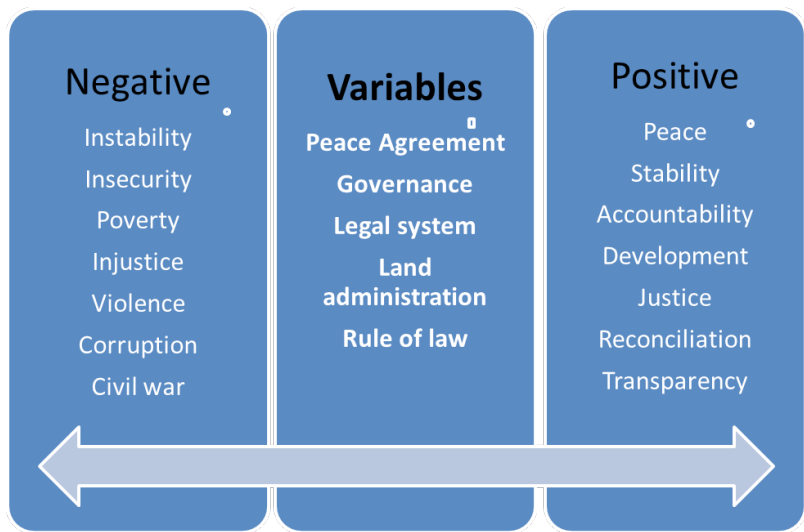 Negative
Instability
Insecurity
Poverty
Injustice
Violence
Corruption
Civil war
Variables
Peace Agreement
Governance
Legal system
Land
administration
Rule of law
Positive
Peace
Stability
Accountability
Development
Justice
Reconciliation
Transparency